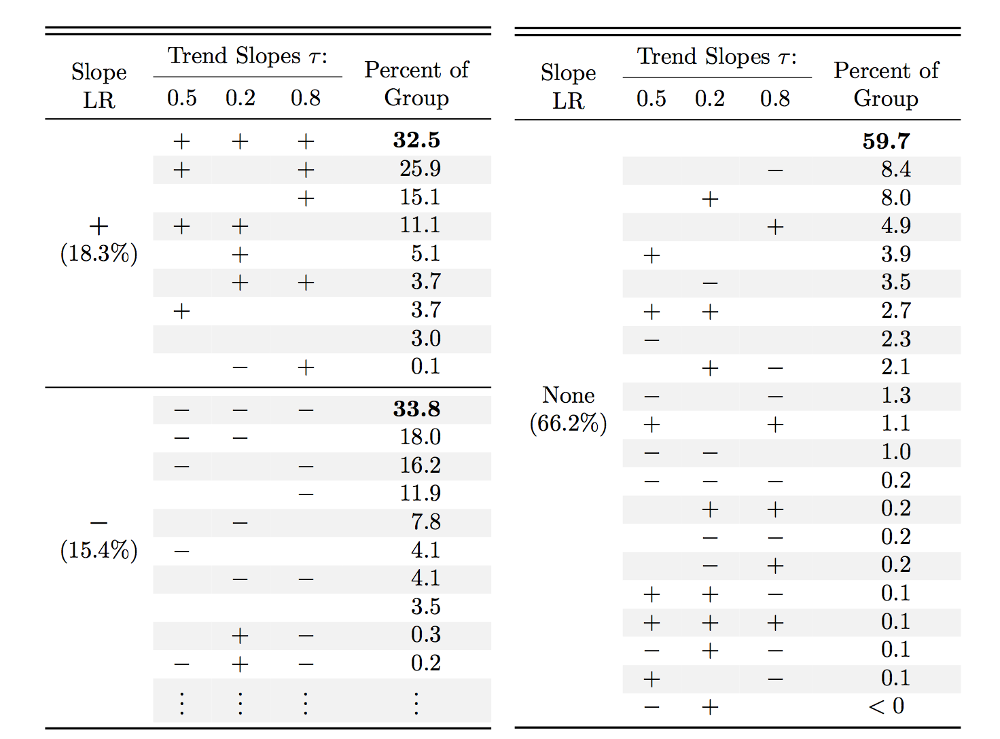 Slope LR Trend Slopes τ: Percent of Group
0.5 0.2 0.8
+ + + 32.5
+ + 25.9
+ 15.1
+ + 11.1
+
(18.3%)
+ 5.1
+ + 3.7
+ 3.7
3.0
− + 0.1
− − − 33.8
− − 18.0
− − 16.2
− 11.9
− 7.8
−
(15.4%)
− 4.1
− − 4.1
3.5
+ − 0.3
− + − 0.2
⋮ ⋮ ⋮ ⋮
Slope LR Trend Slopes τ: Percent of Group
0.5 0.2 0.8
59.7
− 8.4
+ 8.0
+ 4.9
+ 3.9
− 3.5
+ + 2.7
− 2.3
+ − 2.1
None
(66.2%)
− − 1.3
+ + 1.1
− − 1.0
− − − 0.2
+ + 0.2
− − 0.2
− + 0.2
+ + − 0.1
+ + + 0.1
− + − 0.1
+ − 0.1
− + < 0